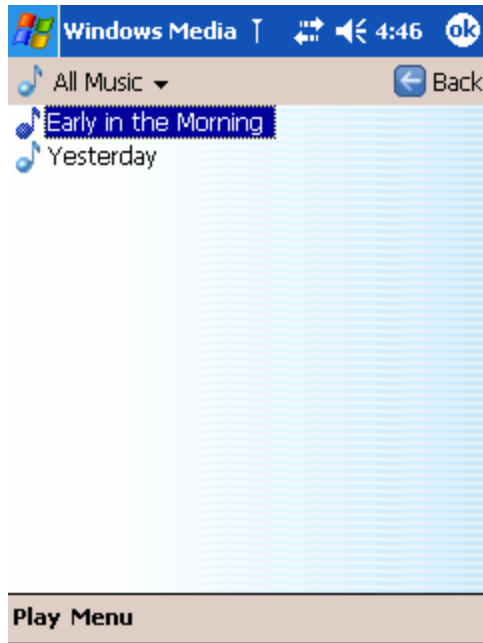 Windows Media 4:46 ok
All Music Back
Early in the Morning
Yesterday
Play Menu